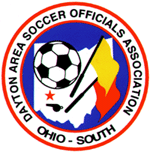 DAYTON AREA SOCCER OFFICIALS ASSOCIATION
OHIO - SOUTH